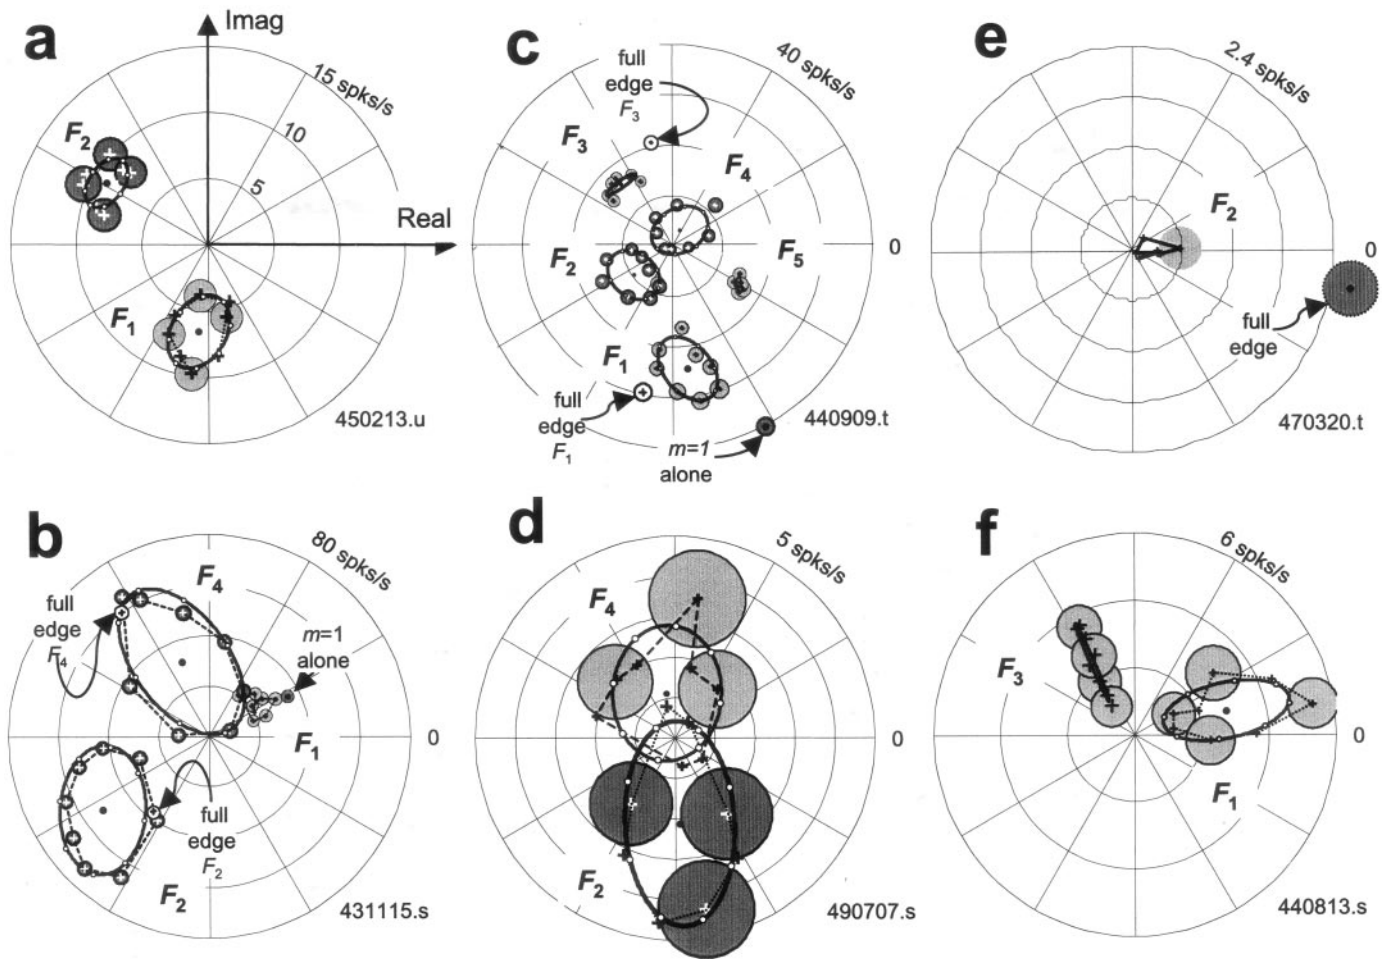 a
Imag
15 spks/s
10
5
Real
F2
F1
450213.u
c
full
edge
F3
40 spks/s
F3
F4
0
F2
F5
F1
full
edge
F1
m=1
alone
440909.t
e
2.4 spks/s
F2
0
full
edge
470320.t
b
80 spks/s
F4
full
edge
F4
m=1
alone
0
F1
full
edge
F2
F2
431115.s
d
5 spks/s
F4
0
F2
490707.s
f
6 spks/s
F3
0
F1
440813.s